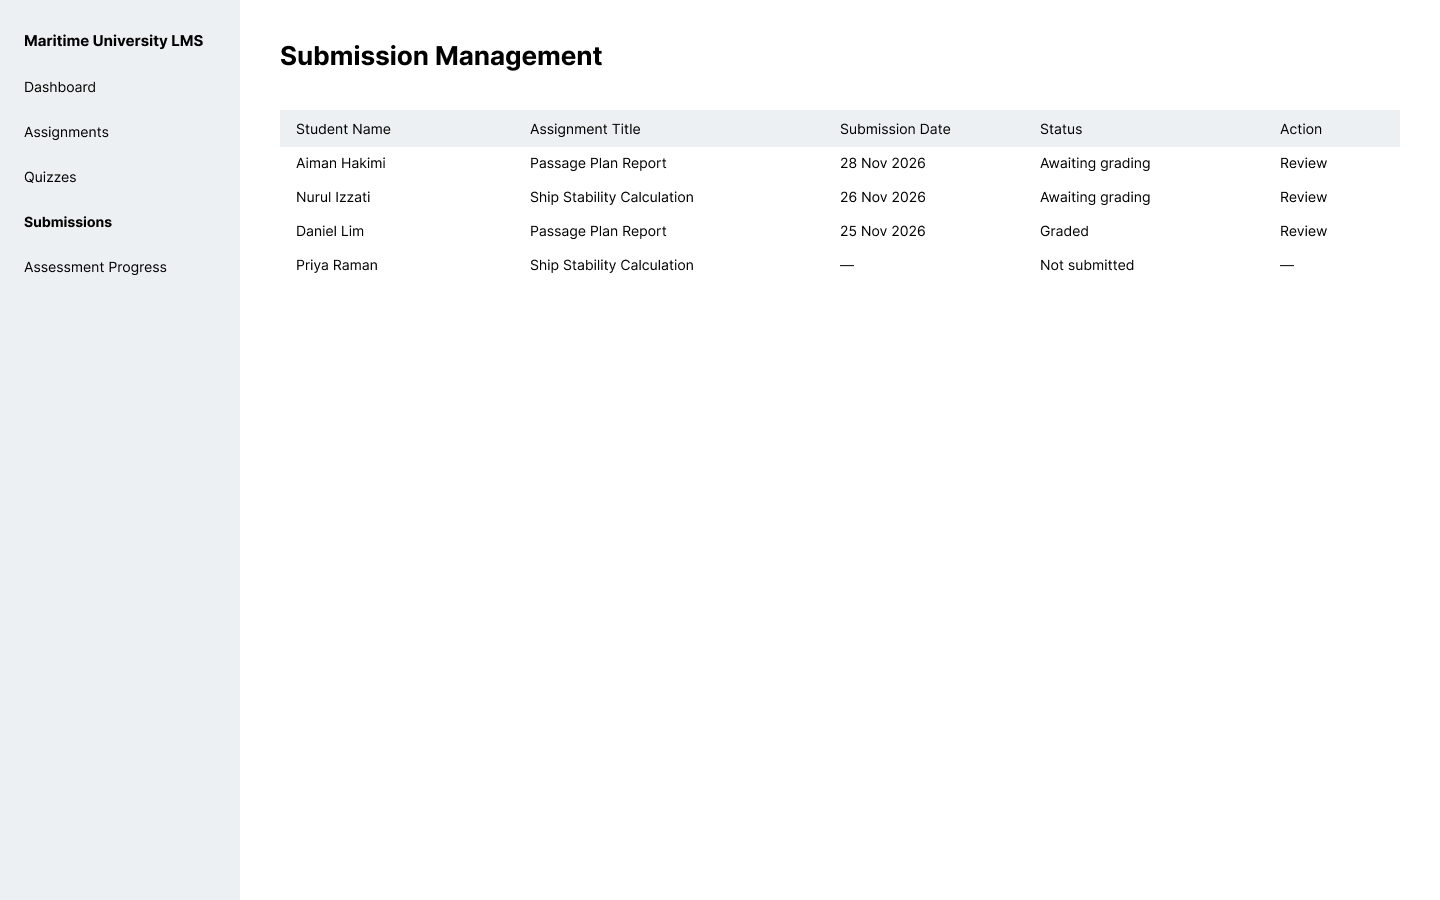 Maritime University LMS
Dashboard
Assignments
Quizzes
Submissions
Assessment Progress
Submission Management
Student Name Assignment Title Submission Date Status Action
Aiman Hakimi Passage Plan Report 28 Nov 2026 Awaiting grading Review
Nurul Izzati Ship Stability Calculation 26 Nov 2026 Awaiting grading Review
Daniel Lim Passage Plan Report 25 Nov 2026 Graded Review
Priya Raman Ship Stability Calculation — Not submitted —